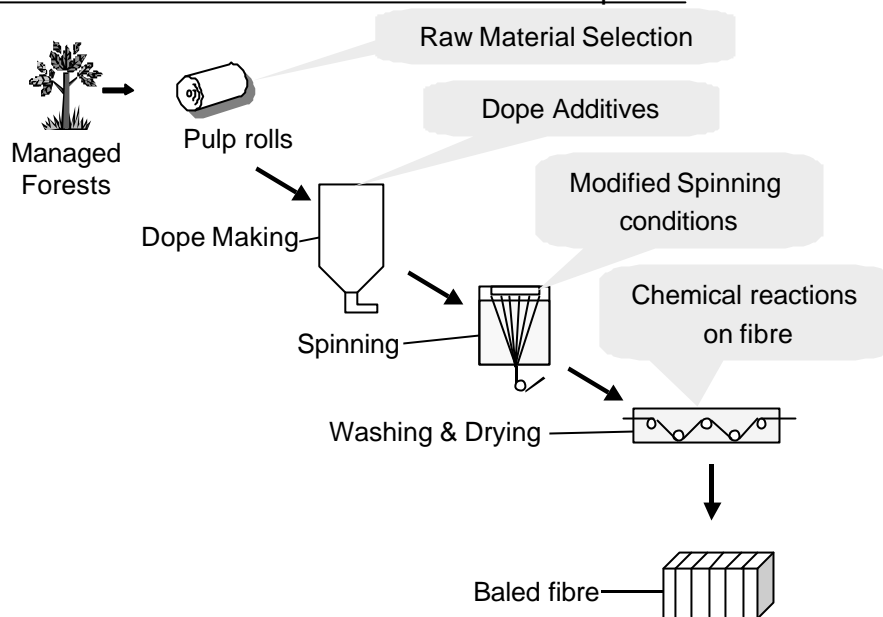 Raw Material Selection
Dope Additives
Pulp rolls
Managed
Forests
Modified Spinning
conditions
Dope Making
Chemical reactions
on fibre
Spinning
Washing & Drying
Baled fibre